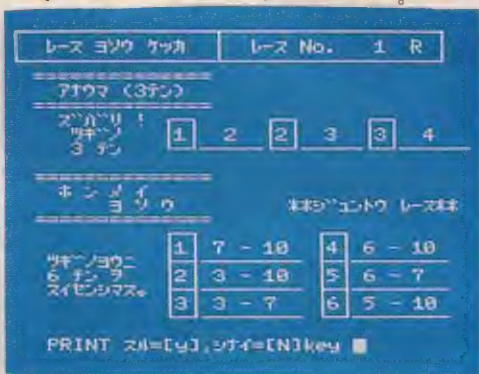 レース ヨソウ ケッカ レース No. 1 R
==================
アナウマ (3テン)
==================
ズバリ !
ツギノ
3 テン
1 2 2 3 3 4
==================
ホンメイ
ヨソウ **ジュントウ レース**
==================
ツギノヨウニ
6 テン ヲ
スイセンシマス。
1 7 - 10 4 6 - 10
2 3 - 10 5 6 - 7
3 3 - 7 6 5 - 10
PRINT スル=[y],シナイ=[N]key